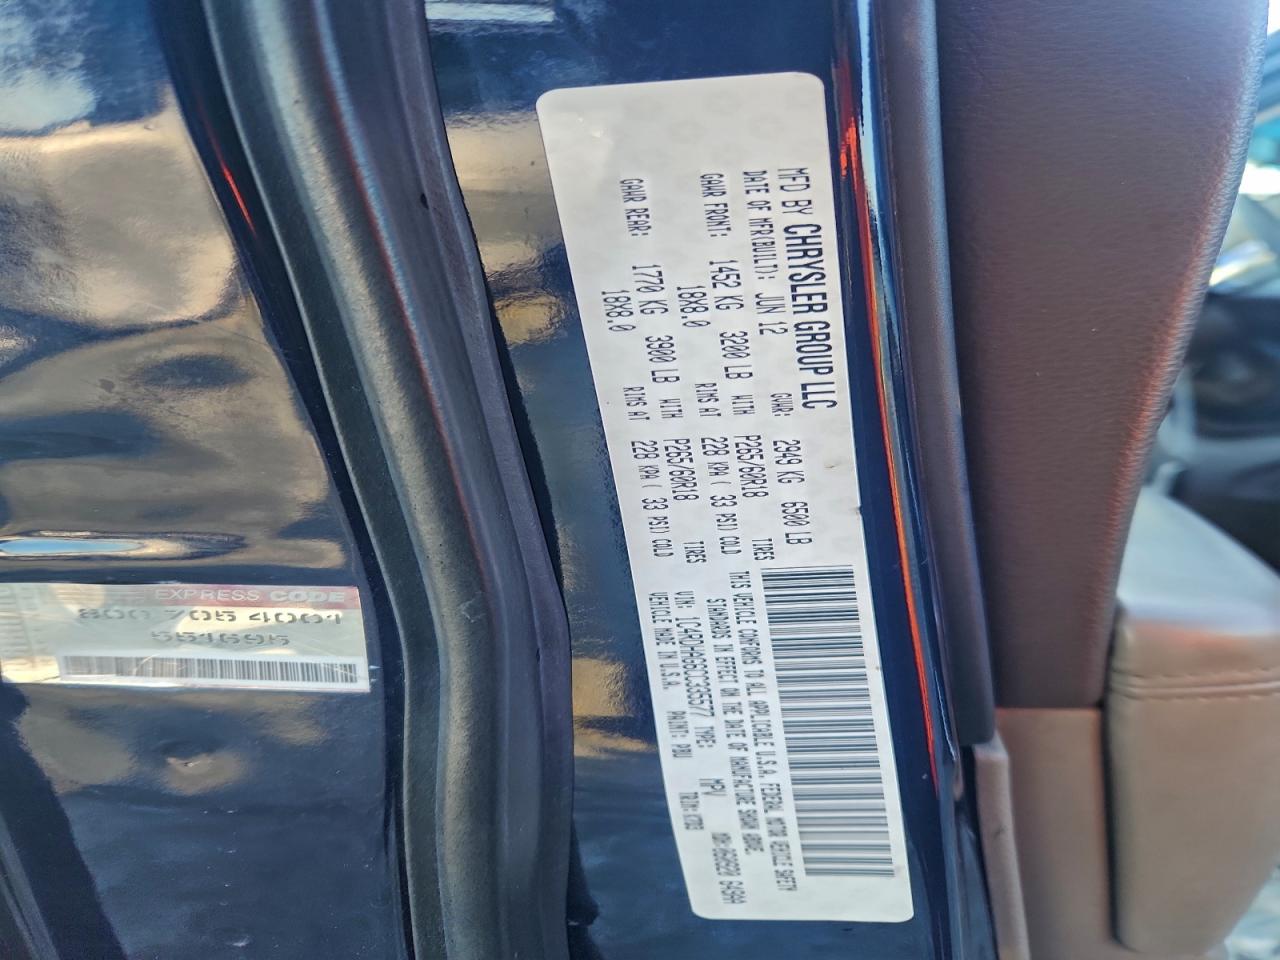 MFD BY CHRYSLER GROUP LLC
DATE OF MFR(BUILT): JUN 12 GVWR: 2949 KG 6500 LB
GAWR FRONT: 1452 KG 3200 LB WITH P265/60R18 TIRES
18X8.0 RIMS AT 228 KPA ( 33 PSI) COLD
GAWR REAR: 1770 KG 3900 LB WITH P265/60R18 TIRES
18X8.0 RIMS AT 228 KPA ( 33 PSI) COLD
THIS VEHICLE CONFORMS TO ALL APPLICABLE U.S.A. FEDERAL MOTOR VEHICLE SAFETY
STANDARDS IN EFFECT ON THE DATE OF MANUFACTURE SHOWN ABOVE.
VIN: TYPE: MPV
VEHICLE MADE IN U.S.A. PAINT: PBU TRIM:
EXPRESS CODE